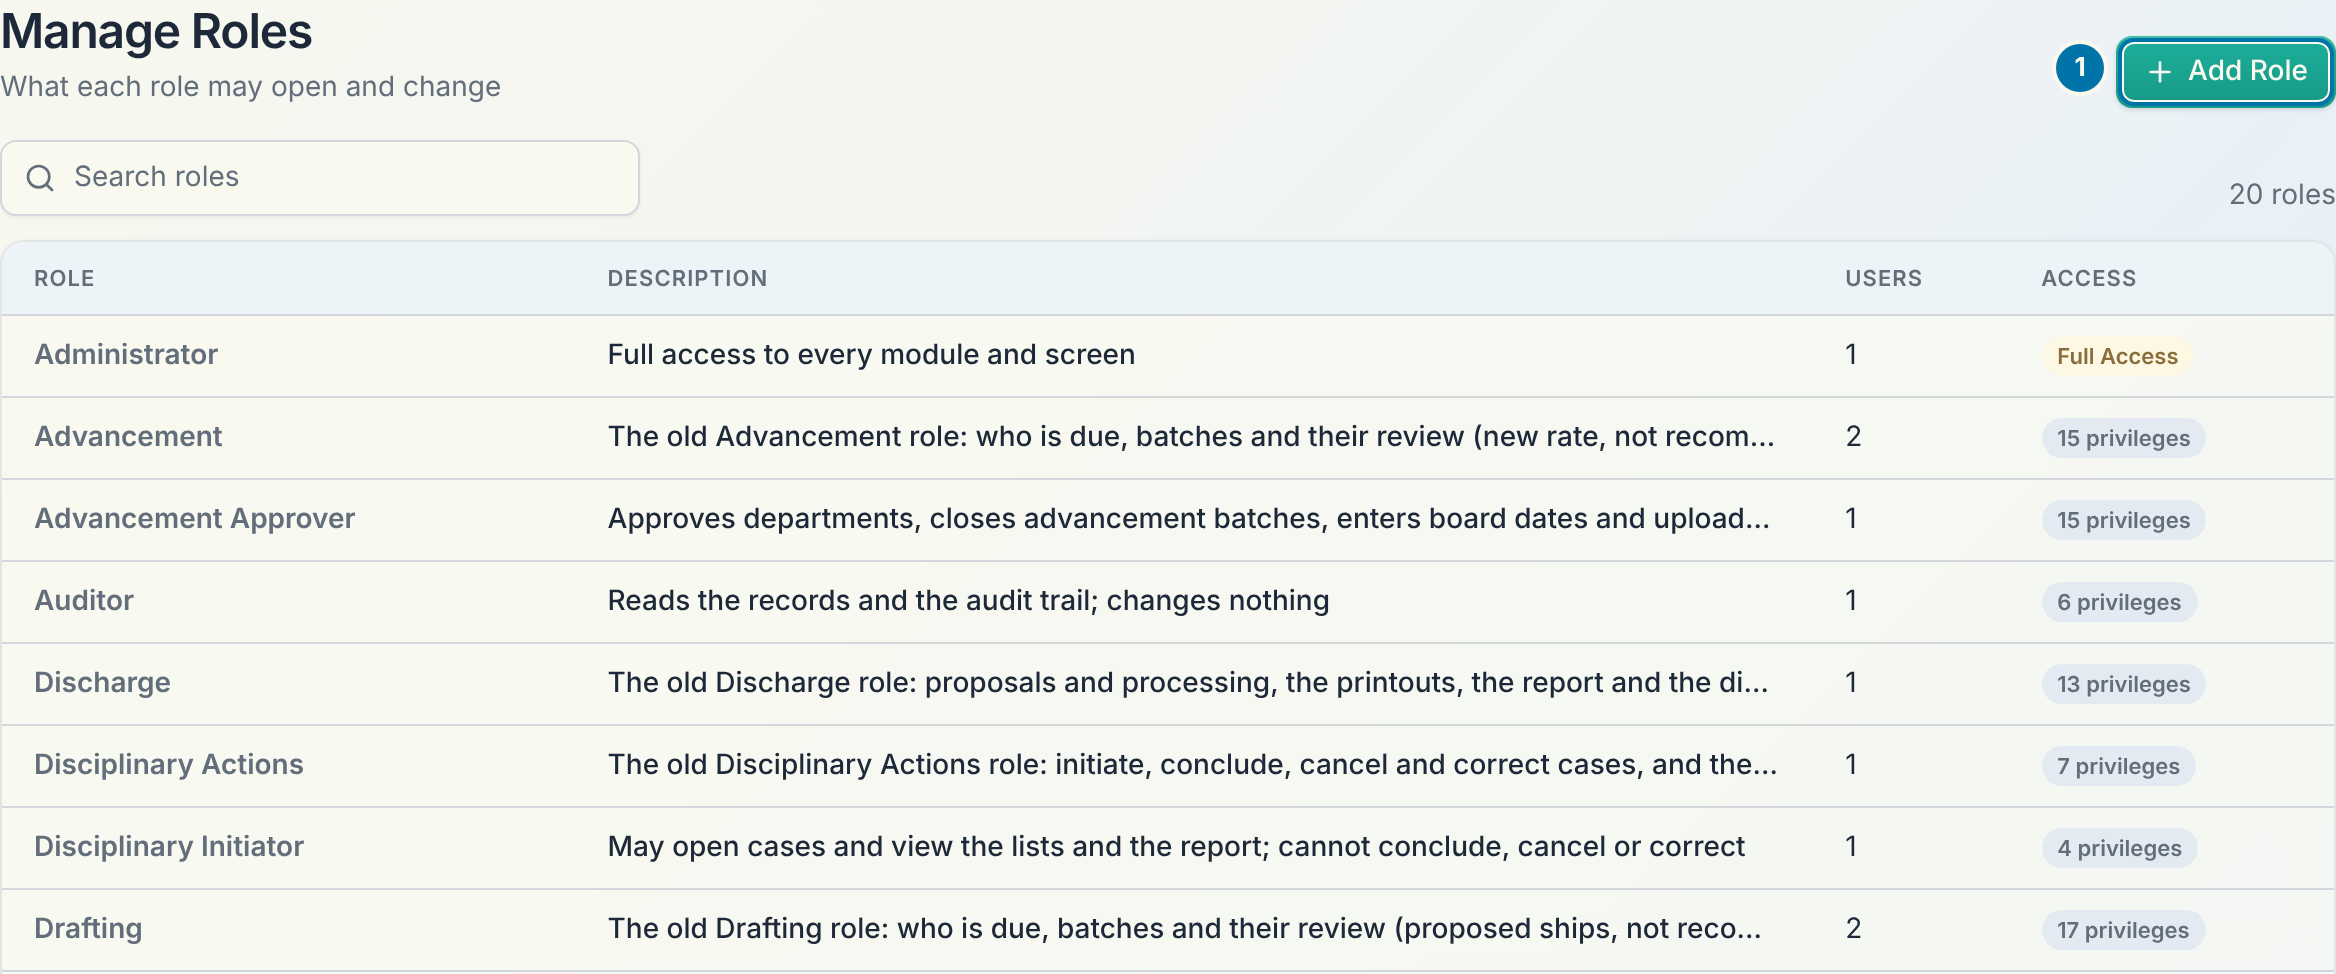 Manage Roles
What each role may open and change
1
+ Add Role
Search roles
20 roles
ROLE DESCRIPTION USERS ACCESS
Administrator Full access to every module and screen 1 Full Access
Advancement The old Advancement role: who is due, batches and their review (new rate, not recom... 2 15 privileges
Advancement Approver Approves departments, closes advancement batches, enters board dates and upload... 1 15 privileges
Auditor Reads the records and the audit trail; changes nothing 1 6 privileges
Discharge The old Discharge role: proposals and processing, the printouts, the report and the di... 1 13 privileges
Disciplinary Actions The old Disciplinary Actions role: initiate, conclude, cancel and correct cases, and the... 1 7 privileges
Disciplinary Initiator May open cases and view the lists and the report; cannot conclude, cancel or correct 1 4 privileges
Drafting The old Drafting role: who is due, batches and their review (proposed ships, not reco... 2 17 privileges